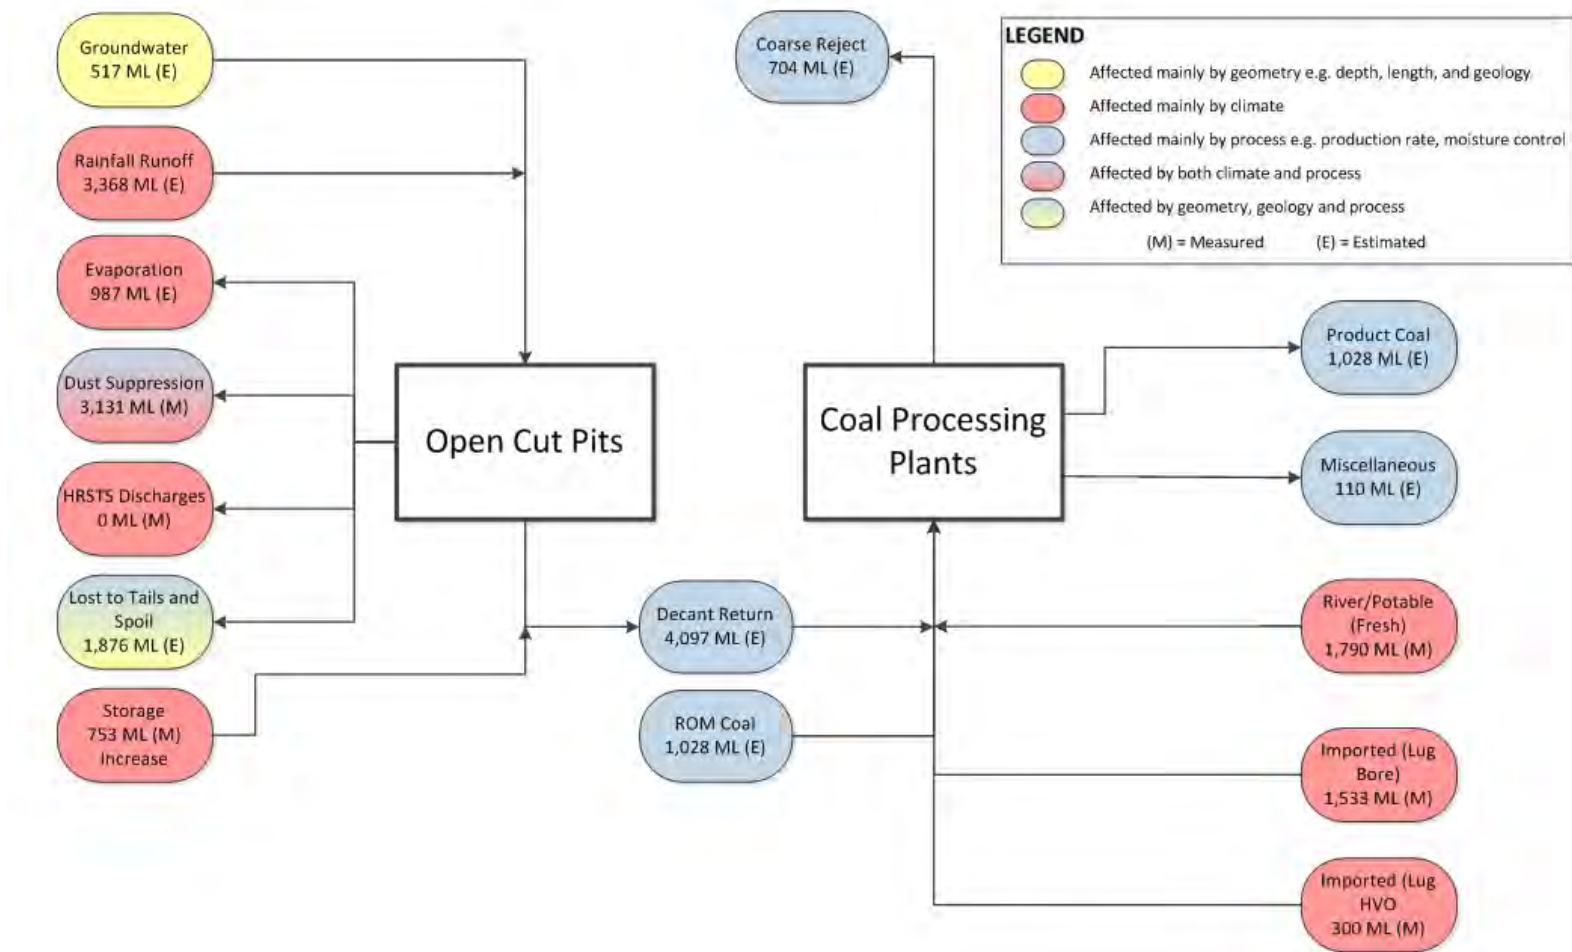 Groundwater
517 ML (E)
Rainfall Runoff
3,368 ML (E)
Evaporation
987 ML (E)
Dust Suppression
3,131 ML (M)
HRSTS Discharges
0 ML (M)
Lost to Tails and
Spoil
1,876 ML (E)
Storage
753 ML (M)
Increase
Open Cut Pits
Coarse Reject
704 ML (E)
Coal Processing
Plants
Decant Return
4,097 ML (E)
ROM Coal
1,028 ML (E)
LEGEND
Affected mainly by geometry e.g. depth, length, and geology
Affected mainly by climate
Affected mainly by process e.g. production rate, moisture control
Affected by both climate and process
Affected by geometry, geology and process
(M) = Measured (E) = Estimated
Product Coal
1,028 ML (E)
Miscellaneous
110 ML (E)
River/Potable
(Fresh)
1,790 ML (M)
Imported (Lug
Bore)
1,533 ML (M)
Imported (Lug
HVO
300 ML (M)